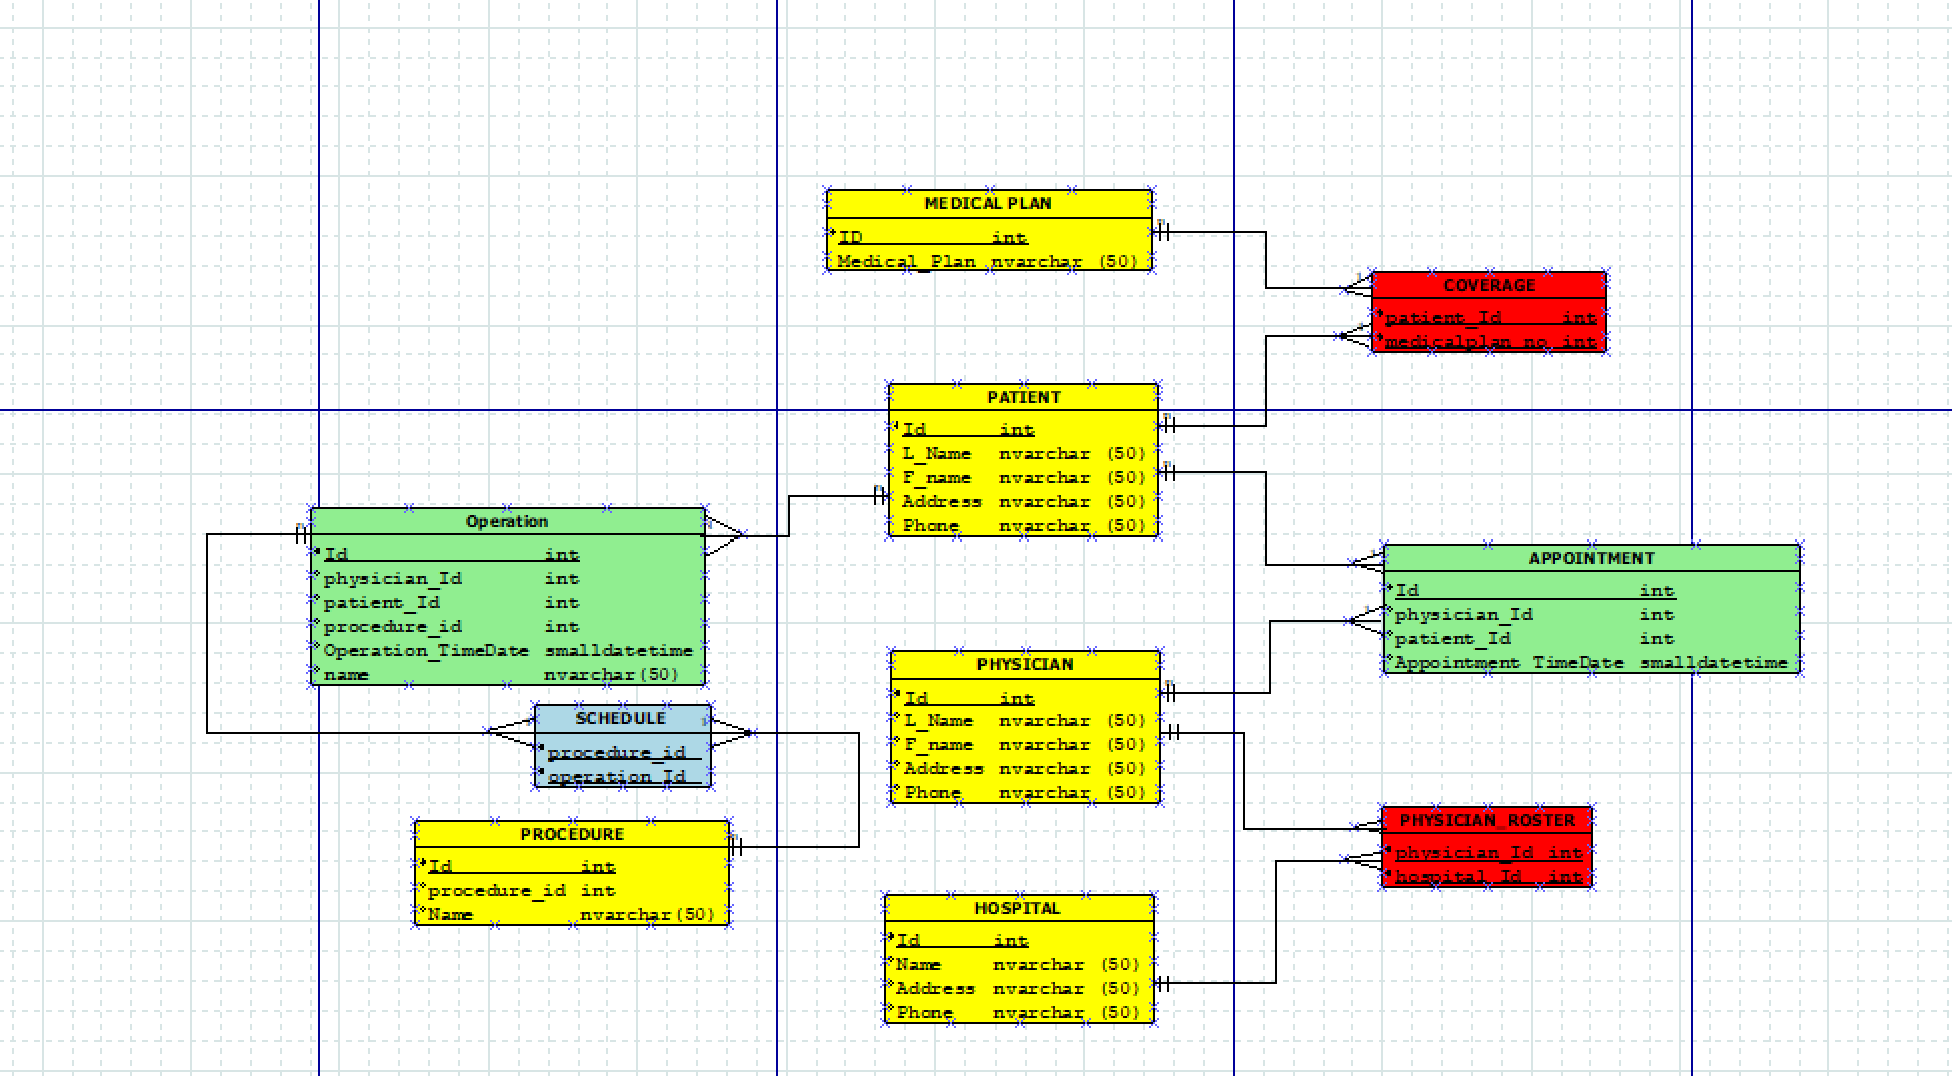 MEDICAL PLAN
ID int
Medical_Plan nvarchar (50)
COVERAGE
patient_Id int
medicalplan_no int
PATIENT
Id int
L_Name nvarchar (50)
F_name nvarchar (50)
Address nvarchar (50)
Phone nvarchar (50)
Operation
Id int
physician_Id int
patient_Id int
procedure_id int
Operation_TimeDate smalldatetime
name nvarchar(50)
APPOINTMENT
Id int
physician_Id int
patient_Id int
Appointment_TimeDate smalldatetime
PHYSICIAN
Id int
L_Name nvarchar (50)
F_name nvarchar (50)
Address nvarchar (50)
Phone nvarchar (50)
SCHEDULE
procedure_id
operation_Id
PROCEDURE
Id int
procedure_id int
Name nvarchar(50)
PHYSICIAN_ROSTER
physician_Id int
hospital_Id int
HOSPITAL
Id int
Name nvarchar (50)
Address nvarchar (50)
Phone nvarchar (50)